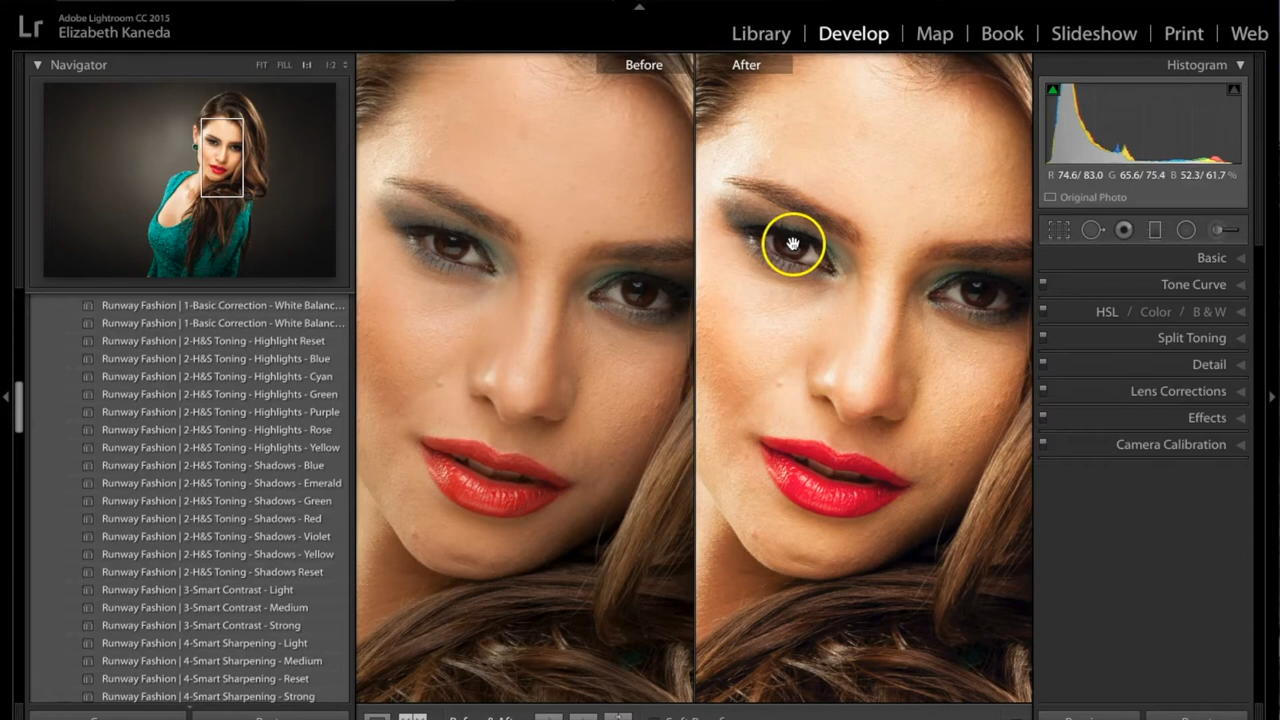 Lr
Adobe Lightroom CC 2015
Elizabeth Kaneda
Library | Develop | Map | Book | Slideshow | Print | Web
Navigator
FIT FILL 1:1 1:2
Before
After
Histogram
R 74.6/ 83.0 G 65.6/ 75.4 B 52.3/ 61.7 %
Original Photo
Basic
Tone Curve
HSL / Color / B & W
Split Toning
Detail
Lens Corrections
Effects
Camera Calibration
Runway Fashion | 1-Basic Correction - White Balanc...
Runway Fashion | 1-Basic Correction - White Balanc...
Runway Fashion | 2-H&S Toning - Highlight Reset
Runway Fashion | 2-H&S Toning - Highlights - Blue
Runway Fashion | 2-H&S Toning - Highlights - Cyan
Runway Fashion | 2-H&S Toning - Highlights - Green
Runway Fashion | 2-H&S Toning - Highlights - Purple
Runway Fashion | 2-H&S Toning - Highlights - Rose
Runway Fashion | 2-H&S Toning - Highlights - Yellow
Runway Fashion | 2-H&S Toning - Shadows - Blue
Runway Fashion | 2-H&S Toning - Shadows - Emerald
Runway Fashion | 2-H&S Toning - Shadows - Green
Runway Fashion | 2-H&S Toning - Shadows - Red
Runway Fashion | 2-H&S Toning - Shadows - Violet
Runway Fashion | 2-H&S Toning - Shadows - Yellow
Runway Fashion | 2-H&S Toning - Shadows Reset
Runway Fashion | 3-Smart Contrast - Light
Runway Fashion | 3-Smart Contrast - Medium
Runway Fashion | 3-Smart Contrast - Strong
Runway Fashion | 4-Smart Sharpening - Light
Runway Fashion | 4-Smart Sharpening - Medium
Runway Fashion | 4-Smart Sharpening - Reset
Runway Fashion | 4-Smart Sharpening - Strong